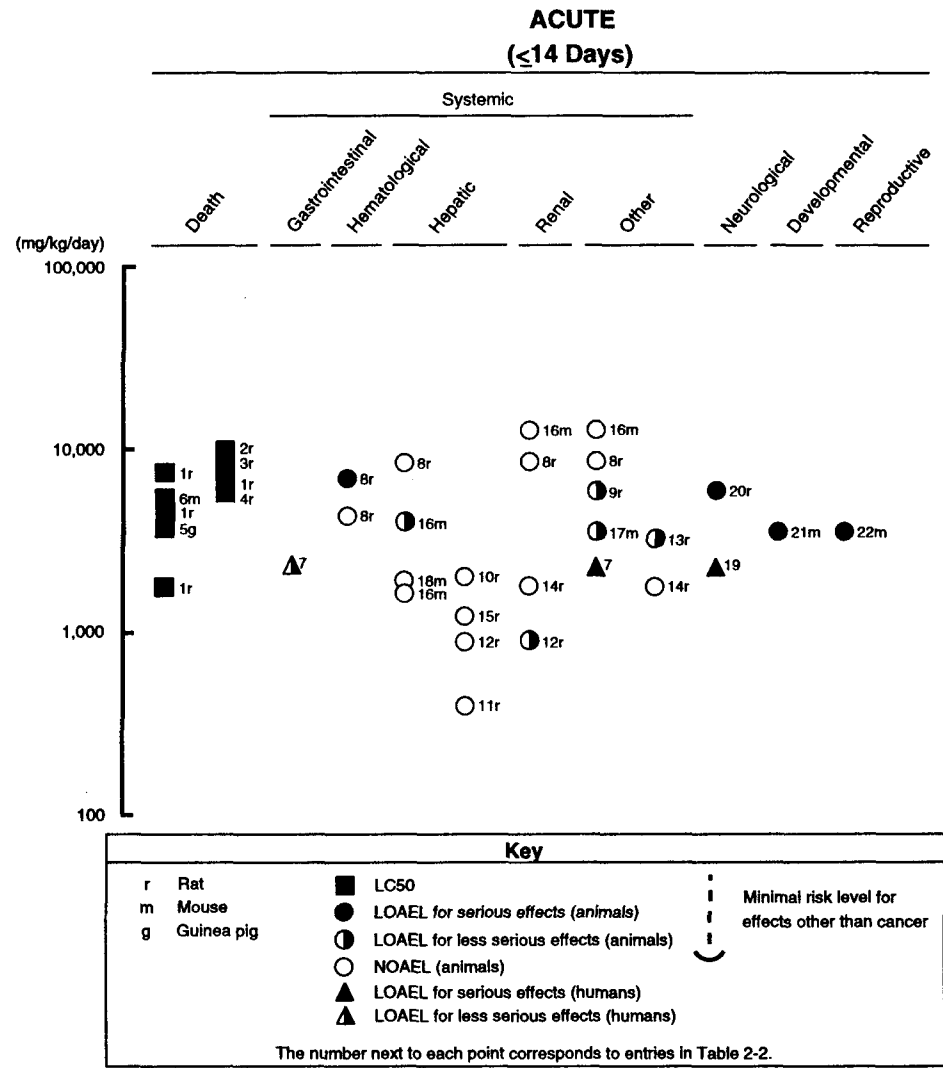 ACUTE
(≤14 Days)
Systemic
Death
Gastrointestinal
Hematological
Hepatic
Renal
Other
Neurological
Developmental
Reproductive
(mg/kg/day)
100,000
10,000
1,000
100
1r
6m
1r
5g
1r
2r
3r
1r
4r
7
8r
8r
8r
16m
18m
16m
10r
15r
12r
11r
16m
8r
14r
12r
16m
8r
9r
17m
7
13r
14r
20r
19
21m
22m
Key
r Rat
m Mouse
g Guinea pig
LC50
LOAEL for serious effects (animals)
LOAEL for less serious effects (animals)
NOAEL (animals)
LOAEL for serious effects (humans)
LOAEL for less serious effects (humans)
Minimal risk level for
effects other than cancer
The number next to each point corresponds to entries in Table 2-2.